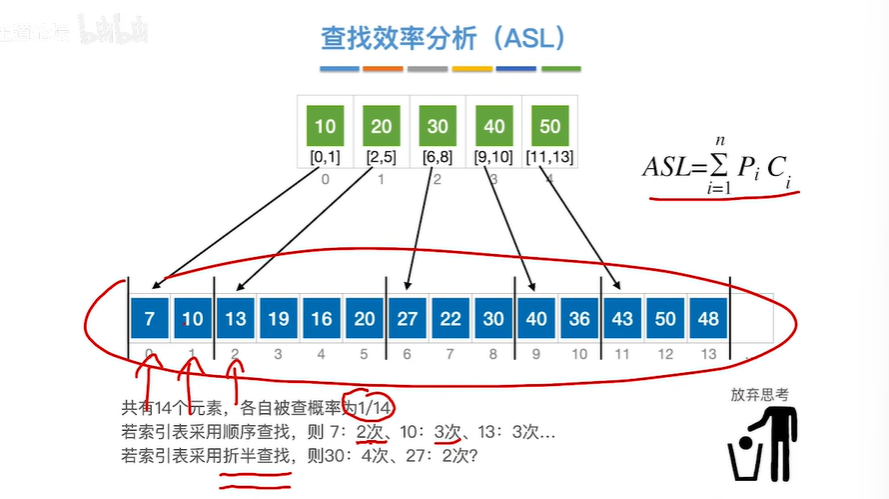 查找效率分析（ASL）
10 20 30 40 50
[0,1] [2,5] [6,8] [9,10] [11,13]
0 1 2 3 4
ASL=∑ P_i C_i
n
i=1
7 10 13 19 16 20 27 22 30 40 36 43 50 48
0 1 2 3 4 5 6 7 8 9 10 11 12 13
放弃思考
共有14个元素，各自被查概率为1/14
若索引表采用顺序查找，则 7：2次、10：3次、13：3次…
若索引表采用折半查找，则30：4次、27：2次?